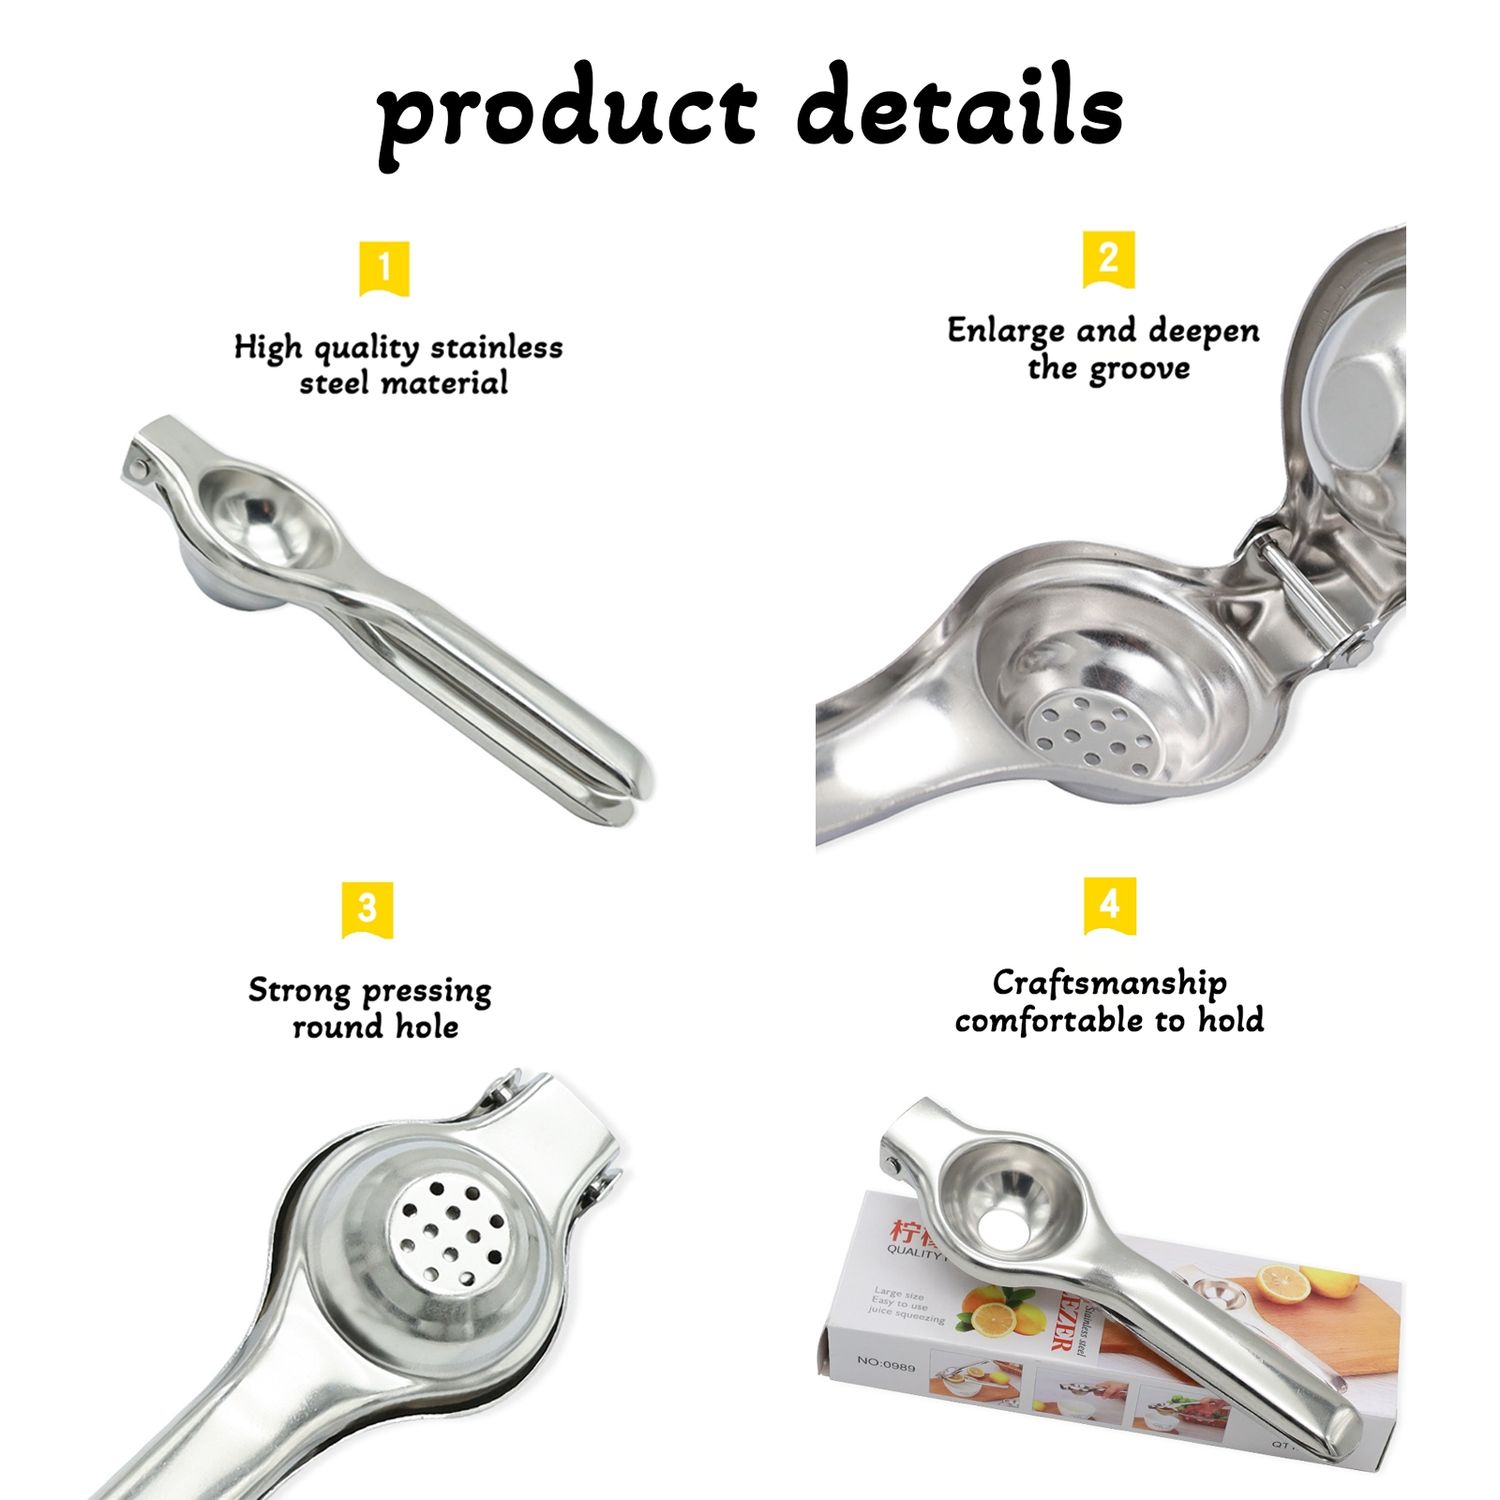 product details
1
High quality stainless
steel material
2
Enlarge and deepen
the groove
3
Strong pressing
round hole
4
Craftsmanship
comfortable to hold
柠
QUALITY
Large size
Easy to use
juice squeezing
Stainless steel
NO:0989